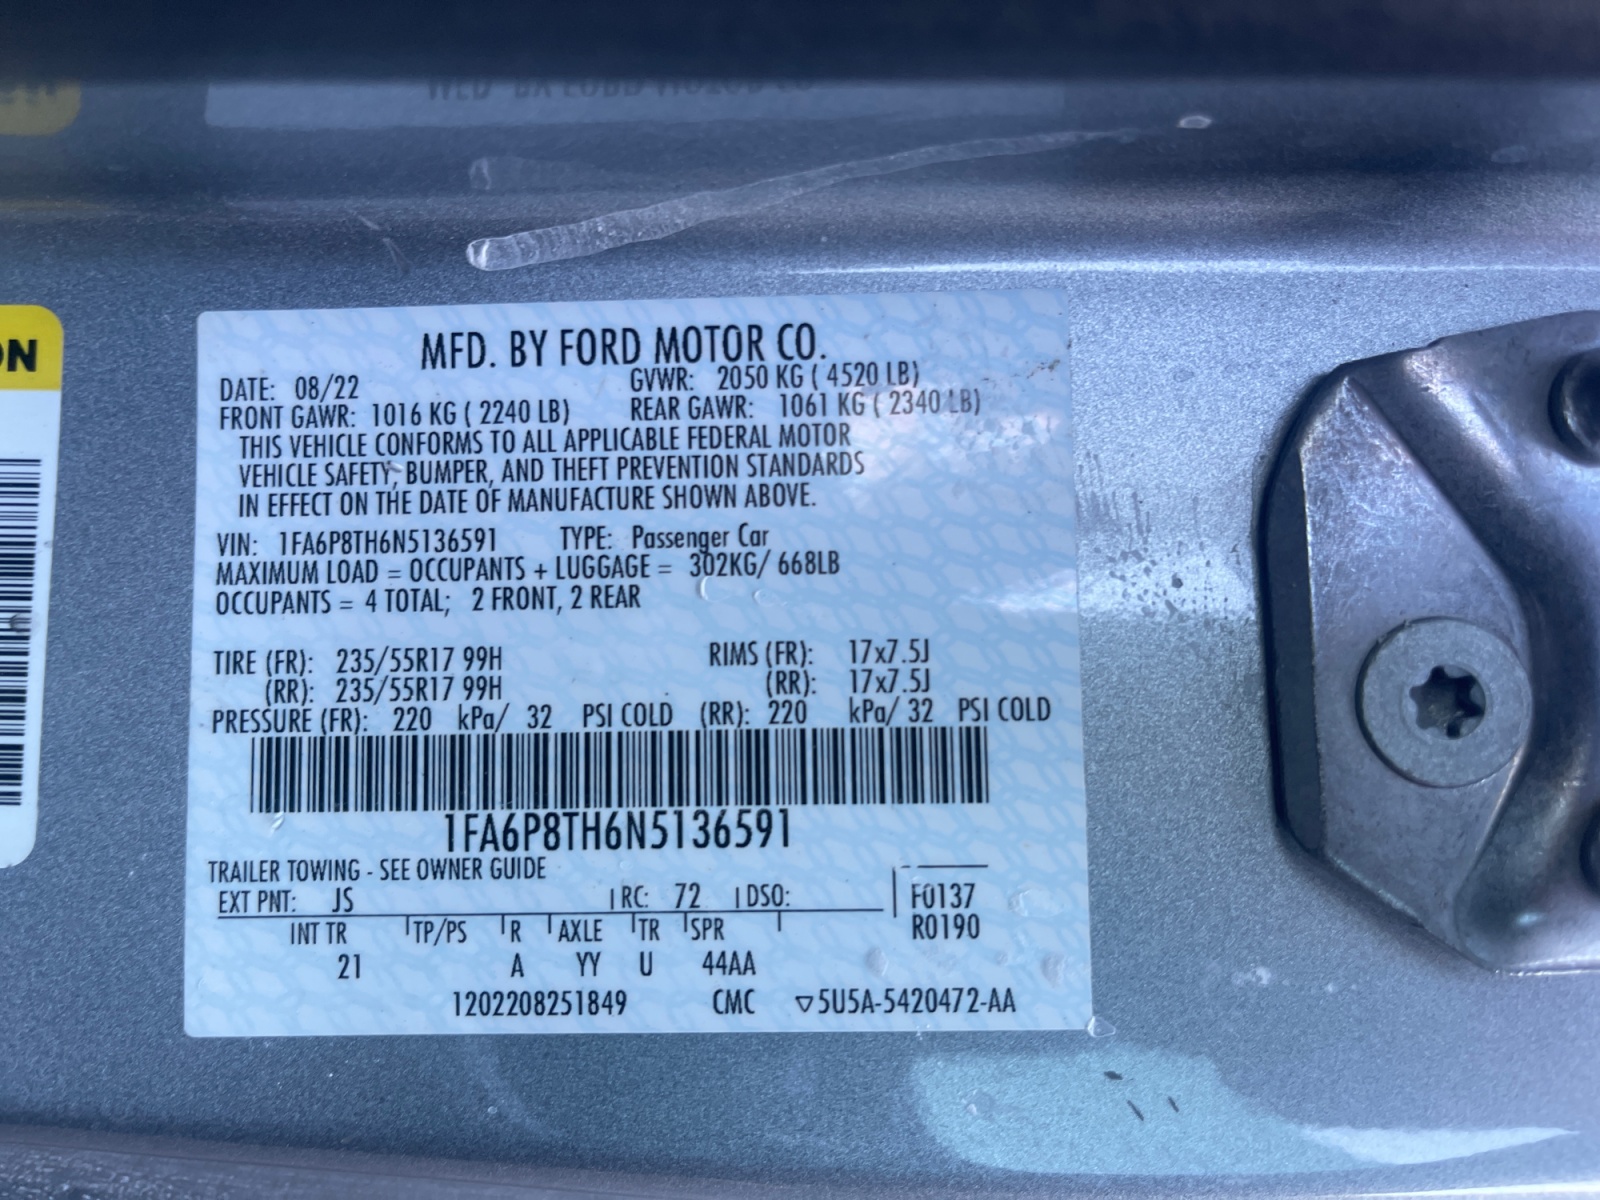 ON
MFD. BY FORD MOTOR CO.
DATE: 08/22 GVWR: 2050 KG ( 4520 LB)
FRONT GAWR: 1016 KG ( 2240 LB) REAR GAWR: 1061 KG ( 2340 LB)
THIS VEHICLE CONFORMS TO ALL APPLICABLE FEDERAL MOTOR
VEHICLE SAFETY, BUMPER, AND THEFT PREVENTION STANDARDS
IN EFFECT ON THE DATE OF MANUFACTURE SHOWN ABOVE.
VIN: 1FA6P8TH6N5136591 TYPE: Passenger Car
MAXIMUM LOAD = OCCUPANTS + LUGGAGE = 302KG/ 668LB
OCCUPANTS = 4 TOTAL; 2 FRONT, 2 REAR
TIRE (FR): 235/55R17 99H RIMS (FR): 17x7.5J
(RR): 235/55R17 99H (RR): 17x7.5J
PRESSURE (FR): 220 kPa/ 32 PSI COLD (RR): 220 kPa/ 32 PSI COLD
1FA6P8TH6N5136591
TRAILER TOWING - SEE OWNER GUIDE
EXT PNT: JS RC: 72 DSO: F0137
INT TR TP/PS R AXLE TR SPR R0190
21 A YY U 44AA
1202208251849 CMC ▽5U5A-5420472-AA